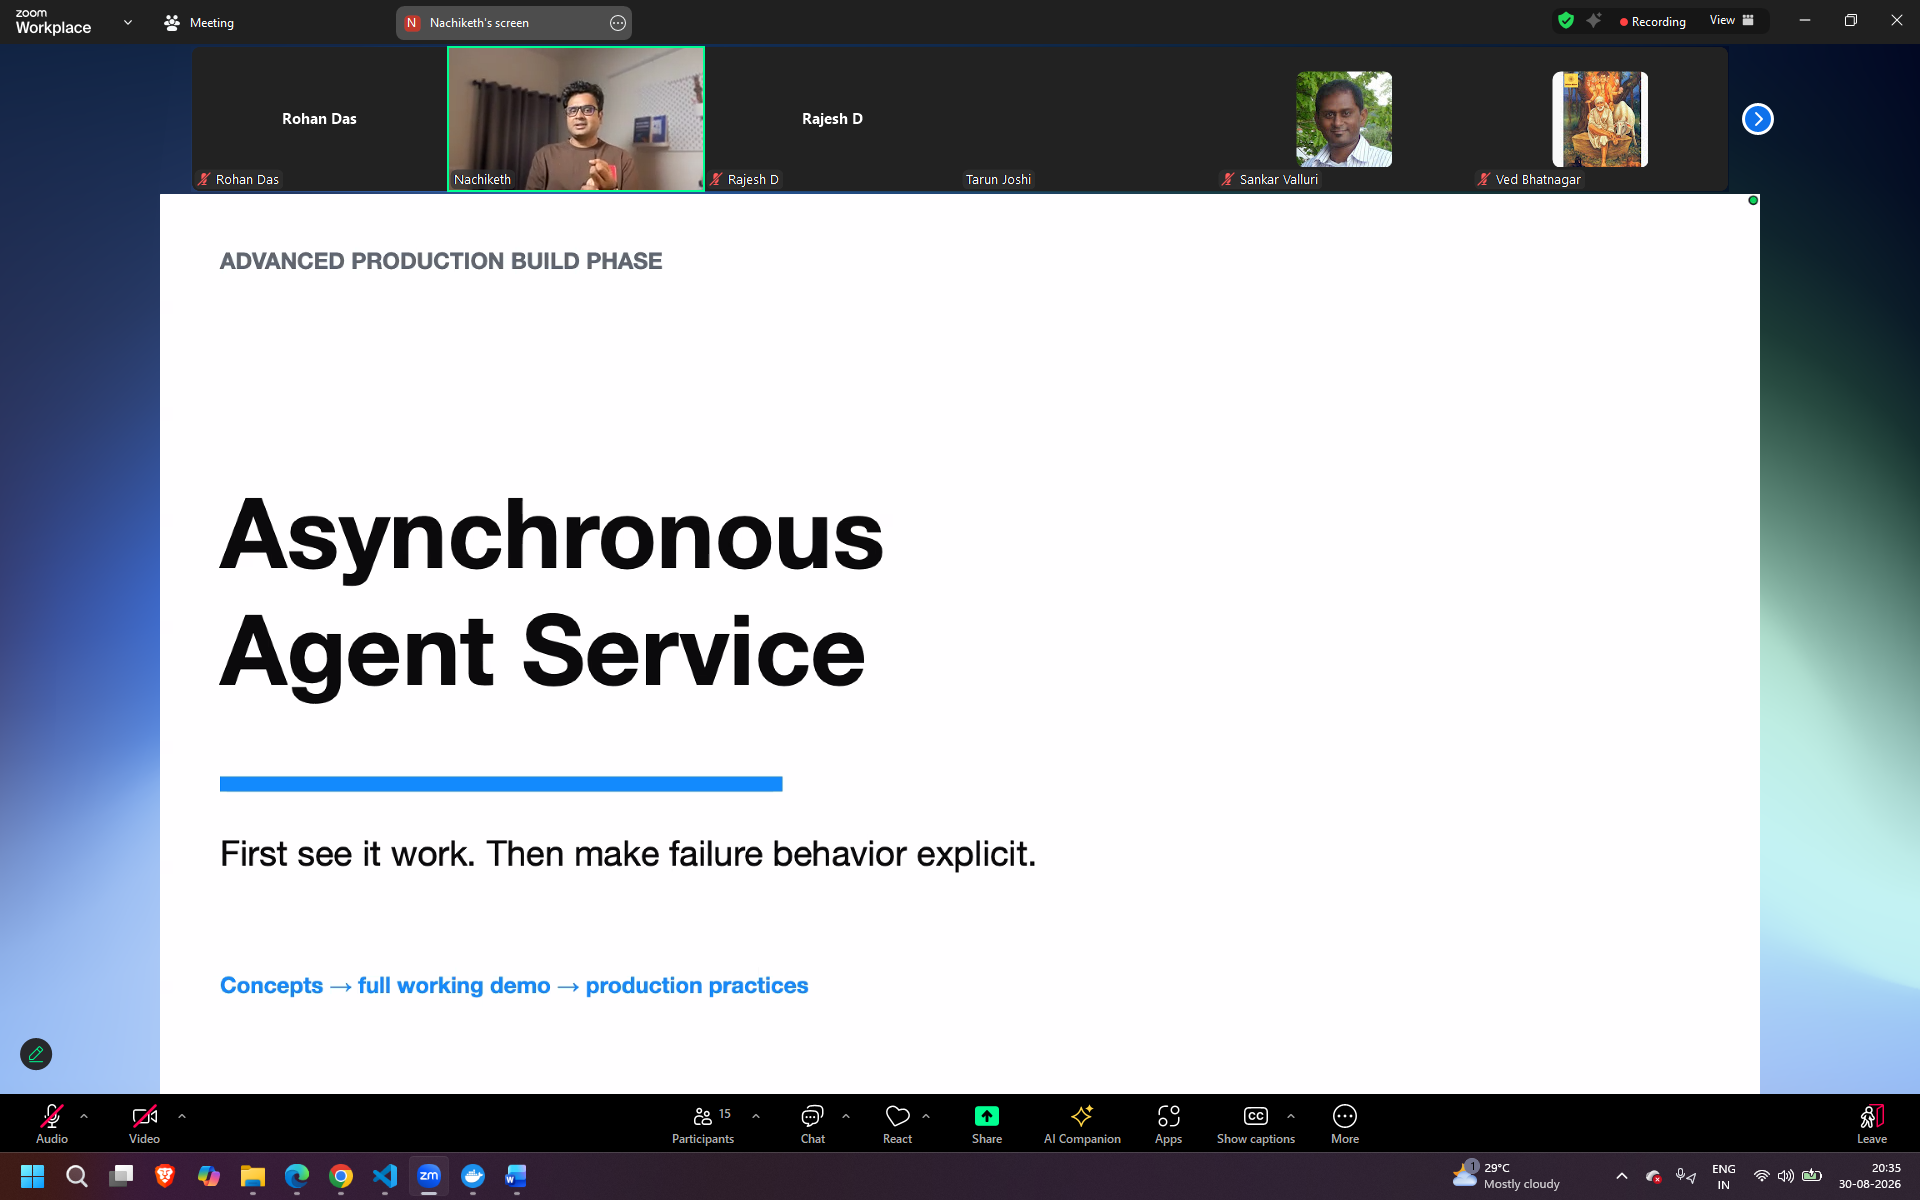 zoom
Workplace
Meeting
N
Nachiketh's screen
Recording
View
Rohan Das
Rajesh D
Rohan Das
Nachiketh
Rajesh D
Tarun Joshi
Sankar Valluri
Ved Bhatnagar
ADVANCED PRODUCTION BUILD PHASE
Asynchronous
Agent Service
First see it work. Then make failure behavior explicit.
Concepts → full working demo → production practices
Audio
Video
15
Participants
Chat
React
Share
AI Companion
Apps
CC
Show captions
More
Leave
zm
W
1
29°C
Mostly cloudy
ENG
IN
20:35
30-08-2026